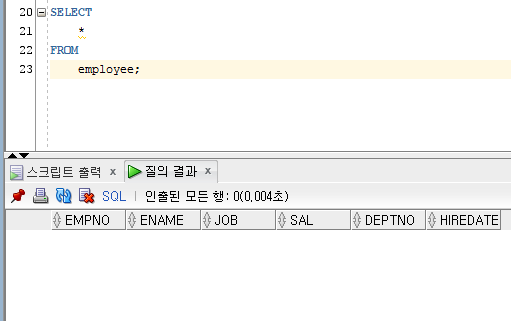 20 SELECT
21 *
22 FROM
23 employee;
스크립트 출력 x 질의 결과 x
SQL | 인출된 모든 행: 0(0,004초)
EMPNO ENAME JOB SAL DEPTNO HIREDATE